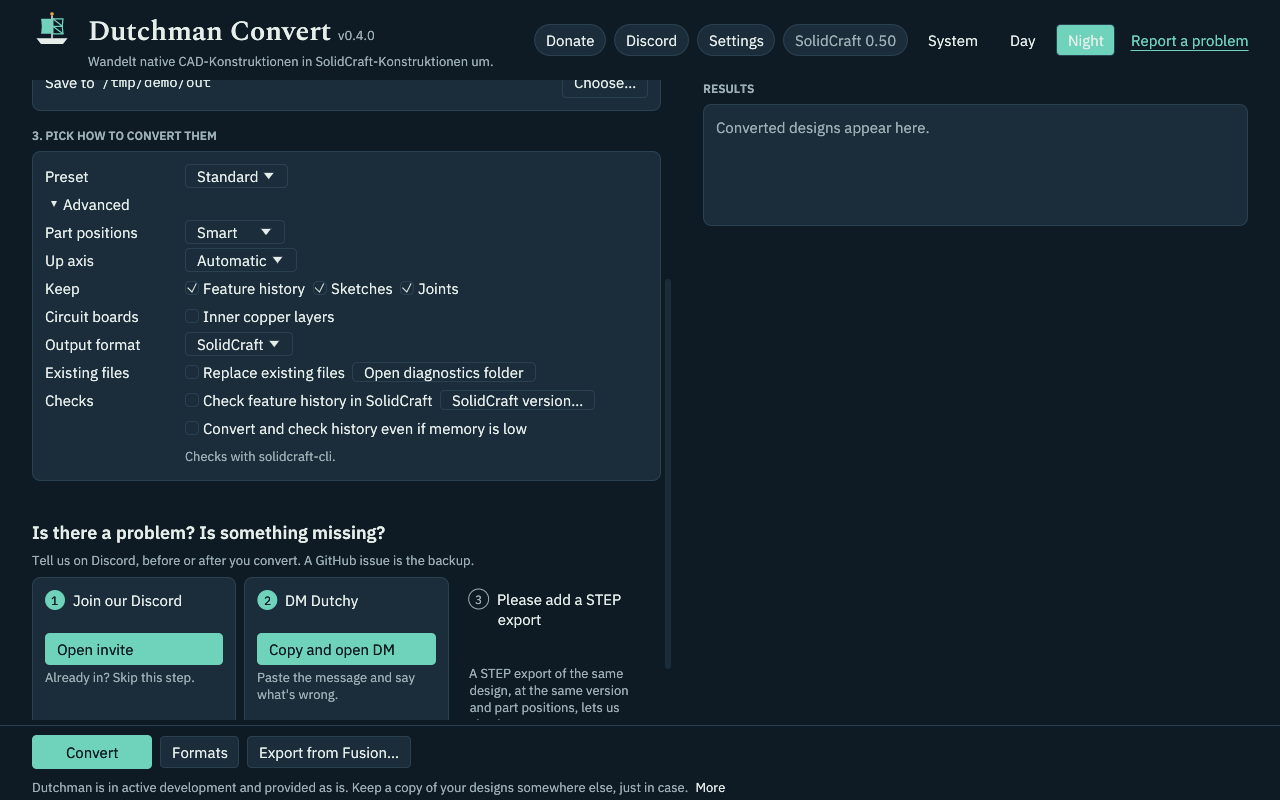 Dutchman Convert v0.4.0
Wandelt native CAD-Konstruktionen in SolidCraft-Konstruktionen um.
Donate Discord Settings SolidCraft 0.50 System Day Night Report a problem
Save to /tmp/demo/out Choose...
3. PICK HOW TO CONVERT THEM
Preset Standard
Advanced
Part positions Smart
Up axis Automatic
Keep Feature history Sketches Joints
Circuit boards Inner copper layers
Output format SolidCraft
Existing files Replace existing files Open diagnostics folder
Checks Check feature history in SolidCraft SolidCraft version...
Convert and check history even if memory is low
Checks with solidcraft-cli.
Is there a problem? Is something missing?
Tell us on Discord, before or after you convert. A GitHub issue is the backup.
1 Join our Discord
Open invite
Already in? Skip this step.
2 DM Dutchy
Copy and open DM
Paste the message and say
what's wrong.
3 Please add a STEP
export
A STEP export of the same
design, at the same version
and part positions, lets us
RESULTS
Converted designs appear here.
Convert Formats Export from Fusion...
Dutchman is in active development and provided as is. Keep a copy of your designs somewhere else, just in case. More